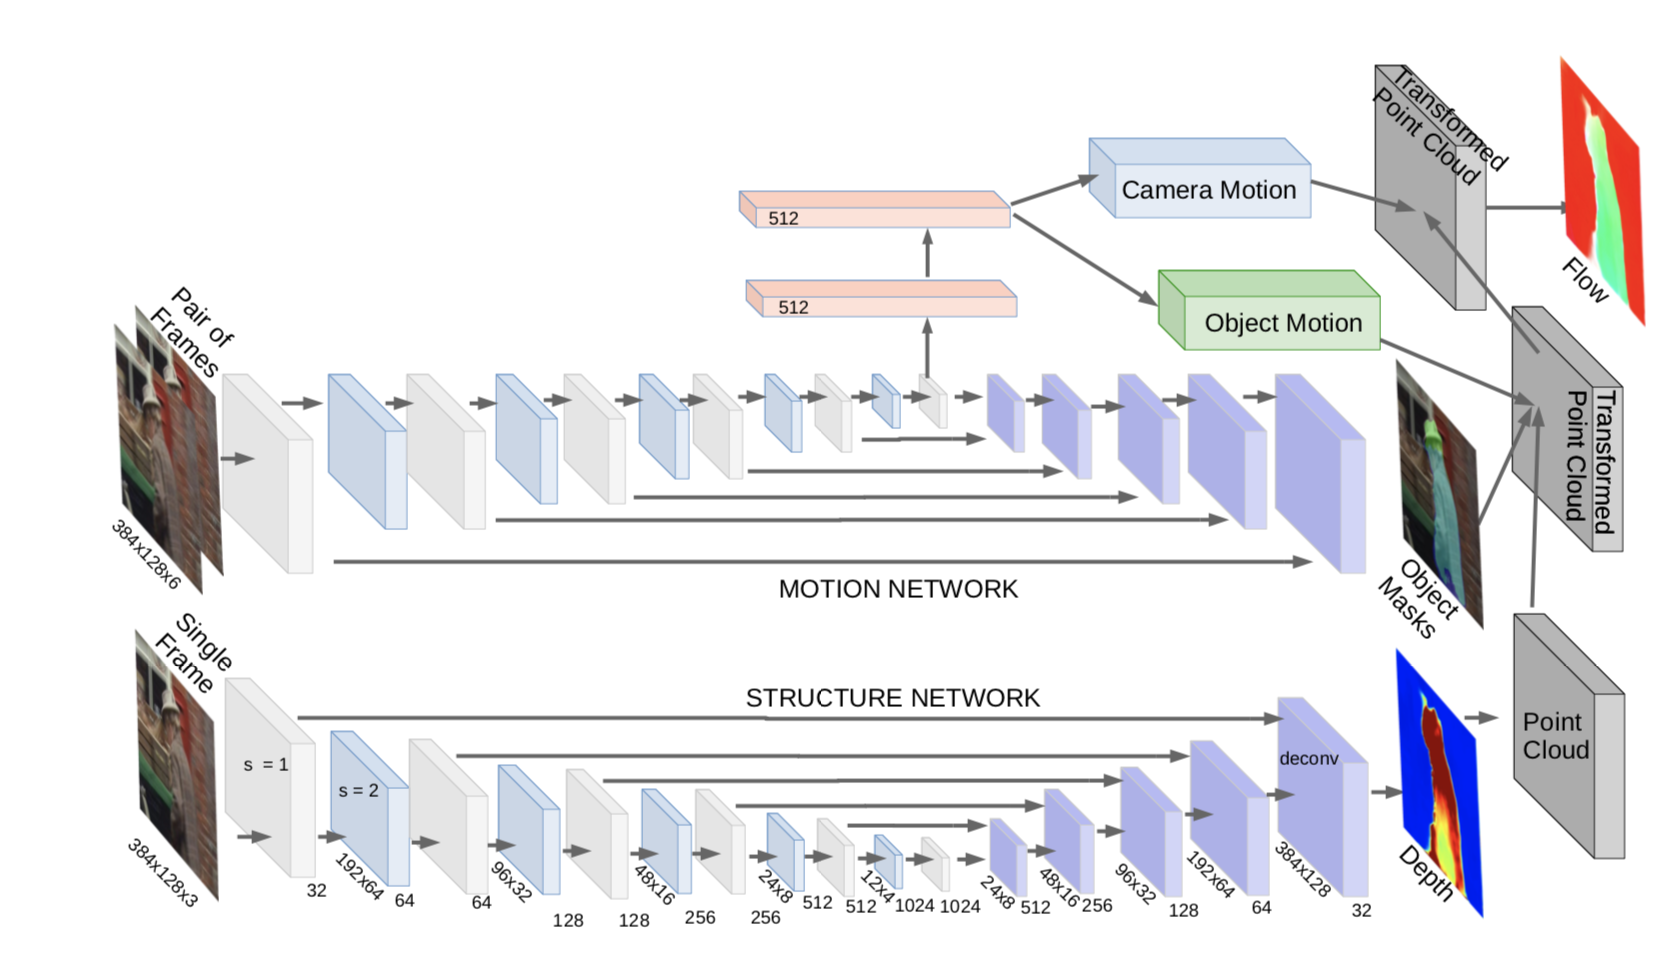 Transformed
Point Cloud
Camera Motion
512
Flow
Pair of
Frames
512
Object Motion
Transformed
Point Cloud
384x128x6
MOTION NETWORK
Object
Masks
Single
Frame
STRUCTURE NETWORK
Point
Cloud
s = 1
s = 2
deconv
384x128x3
32
192x64
64
64
96x32
128
128
48x16
256
256
24x8
512
512
12x4
1024
1024
24x8
512
48x16
256
96x32
128
192x64
64
384x128
32
Depth